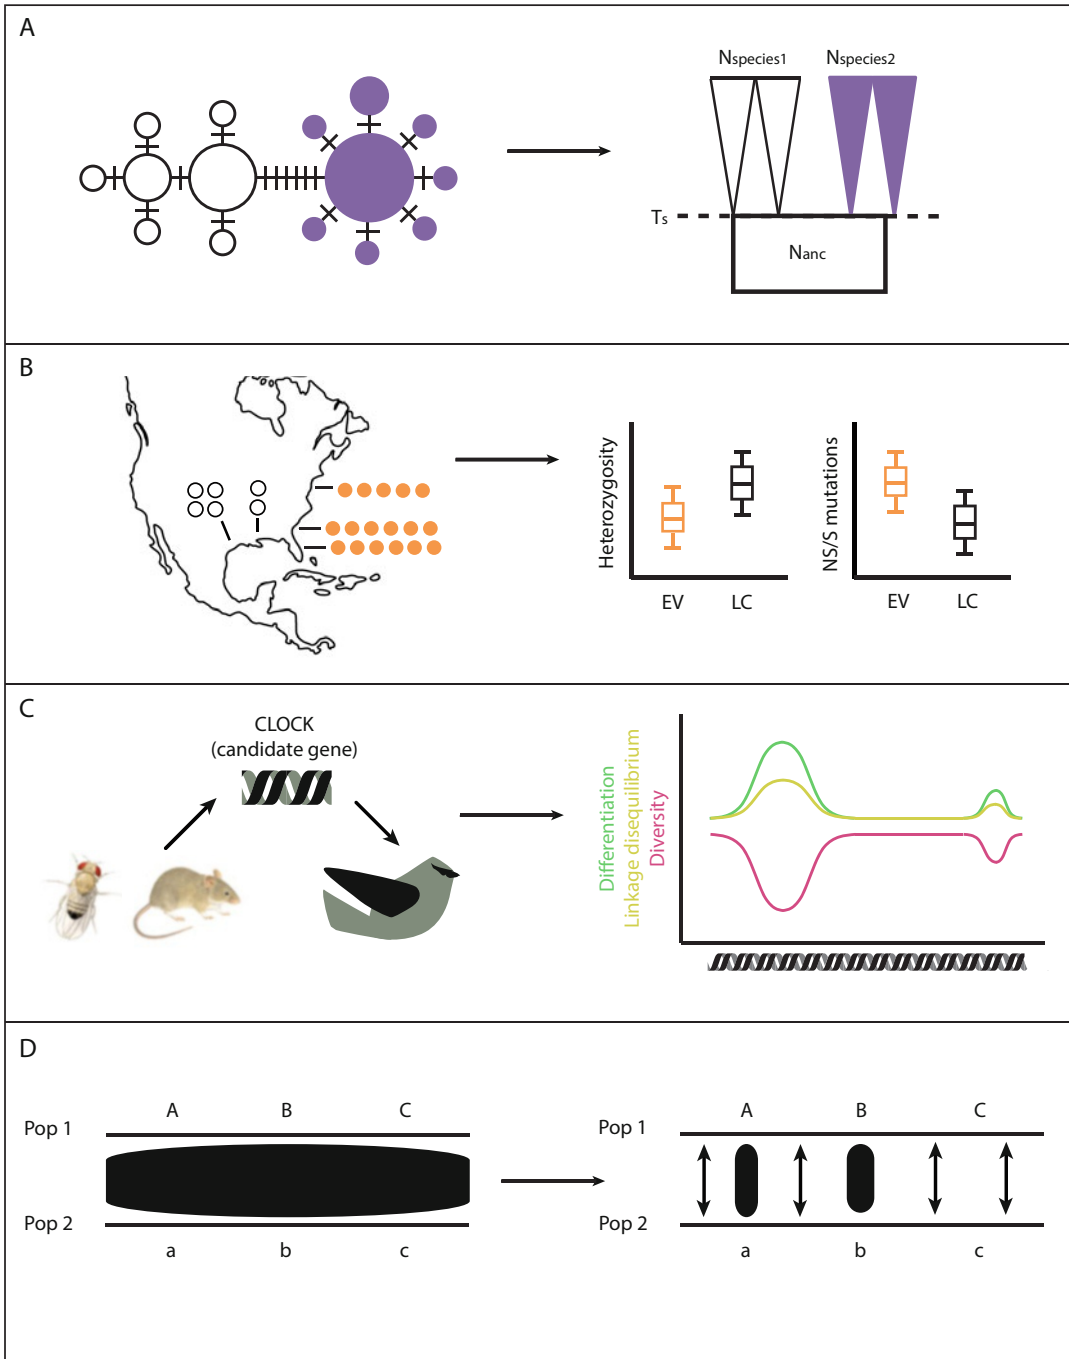 A
Nspecies1
Nspecies2
Ts
Nanc
B
Heterozygosity
EV
LC
NS/S mutations
EV
LC
C
CLOCK
(candidate gene)
Differentiation
Linkage disequilibrium
Diversity
D
A
B
C
Pop 1
Pop 2
a
b
c
A
B
C
Pop 1
Pop 2
a
b
c